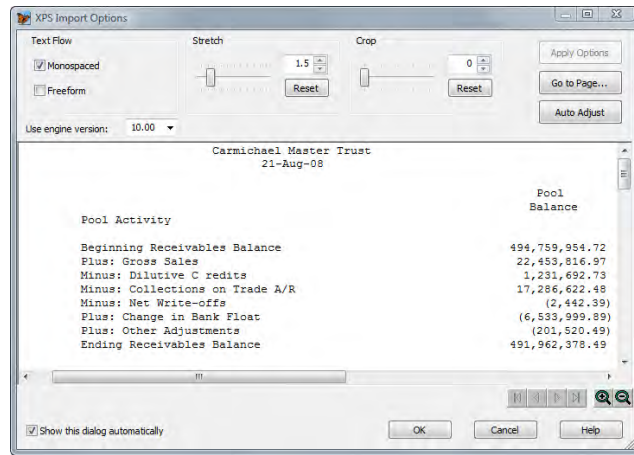 XPS Import Options
Text Flow
Stretch
Crop
Monospaced
1.5
0
Apply Options
Freeform
Reset
Reset
Go to Page...
Auto Adjust
Use engine version: 10.00
Carmichael Master Trust
21-Aug-08
Pool
Balance
Pool Activity
Beginning Receivables Balance 494,759,954.72
Plus: Gross Sales 22,453,816.97
Minus: Dilutive C redits 1,231,692.73
Minus: Collections on Trade A/R 17,286,622.48
Minus: Net Write-offs (2,442.39)
Plus: Change in Bank Float (6,533,999.89)
Plus: Other Adjustments (201,520.49)
Ending Receivables Balance 491,962,378.49
Show this dialog automatically
OK
Cancel
Help